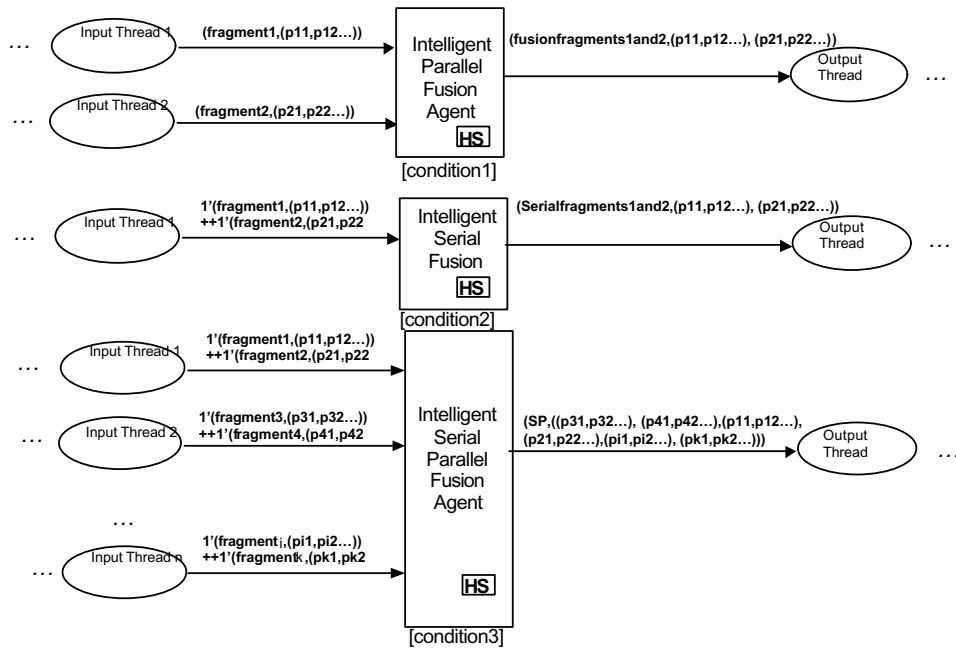 ... Input Thread 1 (fragment1,(p11,p12…))
... Input Thread 2 (fragment2,(p21,p22…))
Intelligent
Parallel
Fusion
Agent
HS
[condition1]
(fusionfragments1and2,(p11,p12…), (p21,p22…))
Output
Thread
...
... Input Thread 1
1'(fragment1,(p11,p12…))
++1'(fragment2,(p21,p22
Intelligent
Serial
Fusion
HS
[condition2]
(Serialfragments1and2,(p11,p12…), (p21,p22…))
Output
Thread
...
... Input Thread 1
1'(fragment1,(p11,p12…))
++1'(fragment2,(p21,p22
... Input Thread 2
1'(fragment3,(p31,p32…))
++1'(fragment4,(p41,p42
...
... Input Thread n
1'(fragmenti,(pi1,pi2…))
++1'(fragmentk,(pk1,pk2
Intelligent
Serial
Parallel
Fusion
Agent
HS
[condition3]
(SP,((p31,p32…), (p41,p42…),(p11,p12…),
(p21,p22…),(pi1,pi2…), (pk1,pk2…)))
Output
Thread
...